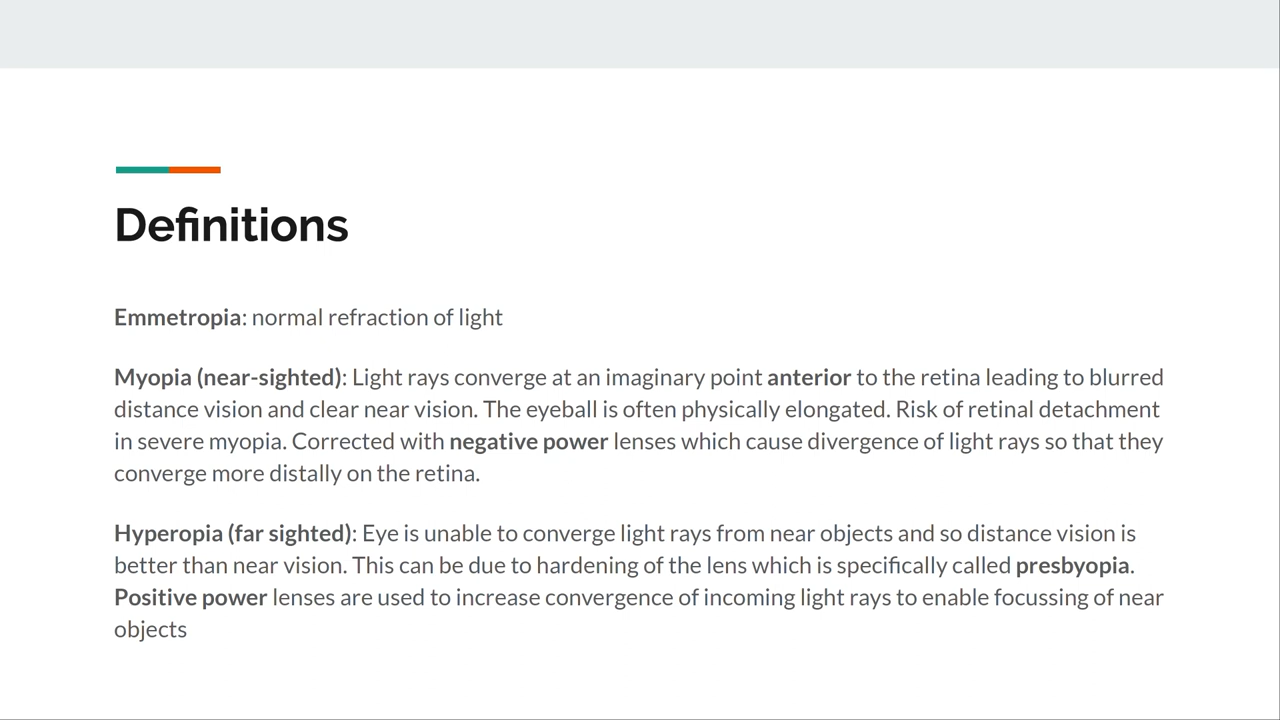 Definitions
Emmetropia: normal refraction of light
Myopia (near-sighted): Light rays converge at an imaginary point anterior to the retina leading to blurred
distance vision and clear near vision. The eyeball is often physically elongated. Risk of retinal detachment
in severe myopia. Corrected with negative power lenses which cause divergence of light rays so that they
converge more distally on the retina.
Hyperopia (far sighted): Eye is unable to converge light rays from near objects and so distance vision is
better than near vision. This can be due to hardening of the lens which is specifically called presbyopia.
Positive power lenses are used to increase convergence of incoming light rays to enable focussing of near
objects